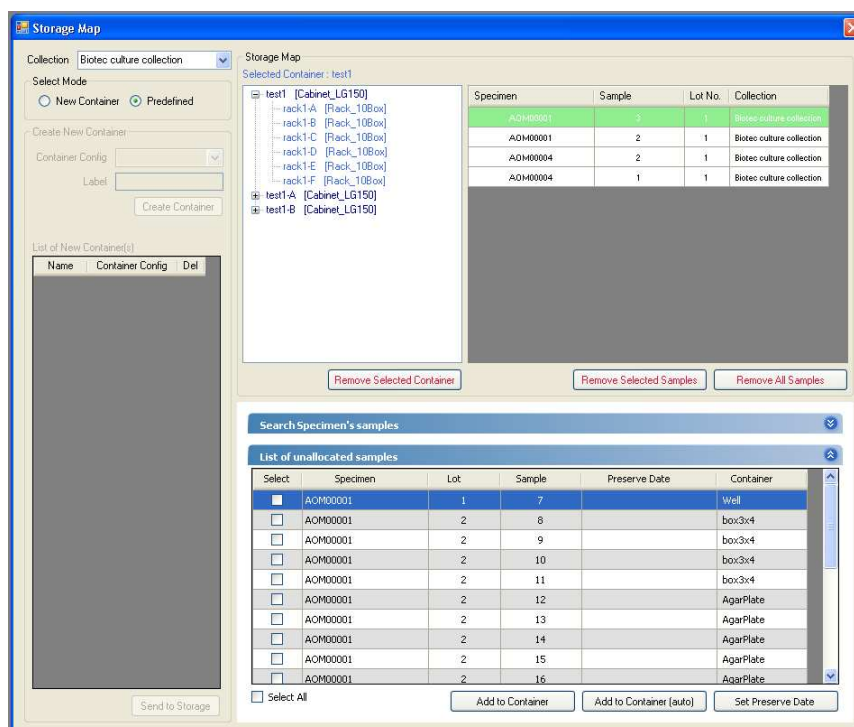 Storage Map
Collection Biotec culture collection
Select Mode
New Container Predefined
Create New Container
Container Config
Label
Create Container
List of New Container(s)
Name Container Config Del
Send to Storage
Storage Map
Selected Container : test1
test1 [Cabinet_LG150]
rack1-A [Rack_10Box]
rack1-B [Rack_10Box]
rack1-C [Rack_10Box]
rack1-D [Rack_10Box]
rack1-E [Rack_10Box]
rack1-F [Rack_10Box]
test1-A [Cabinet_LG150]
test1-B [Cabinet_LG150]
Remove Selected Container
Specimen Sample Lot No. Collection
AOM00001 3 1 Biotec culture collection
AOM00001 2 1 Biotec culture collection
AOM00004 2 1 Biotec culture collection
AOM00004 1 1 Biotec culture collection
Remove Selected Samples Remove All Samples
Search Specimen's samples
List of unallocated samples
Select Specimen Lot Sample Preserve Date Container
AOM00001 1 7 Well
AOM00001 2 8 box3x4
AOM00001 2 9 box3x4
AOM00001 2 10 box3x4
AOM00001 2 11 box3x4
AOM00001 2 12 AgarPlate
AOM00001 2 13 AgarPlate
AOM00001 2 14 AgarPlate
AOM00001 2 15 AgarPlate
AOM00001 2 16 AgarPlate
Select All Add to Container Add to Container (auto) Set Preserve Date